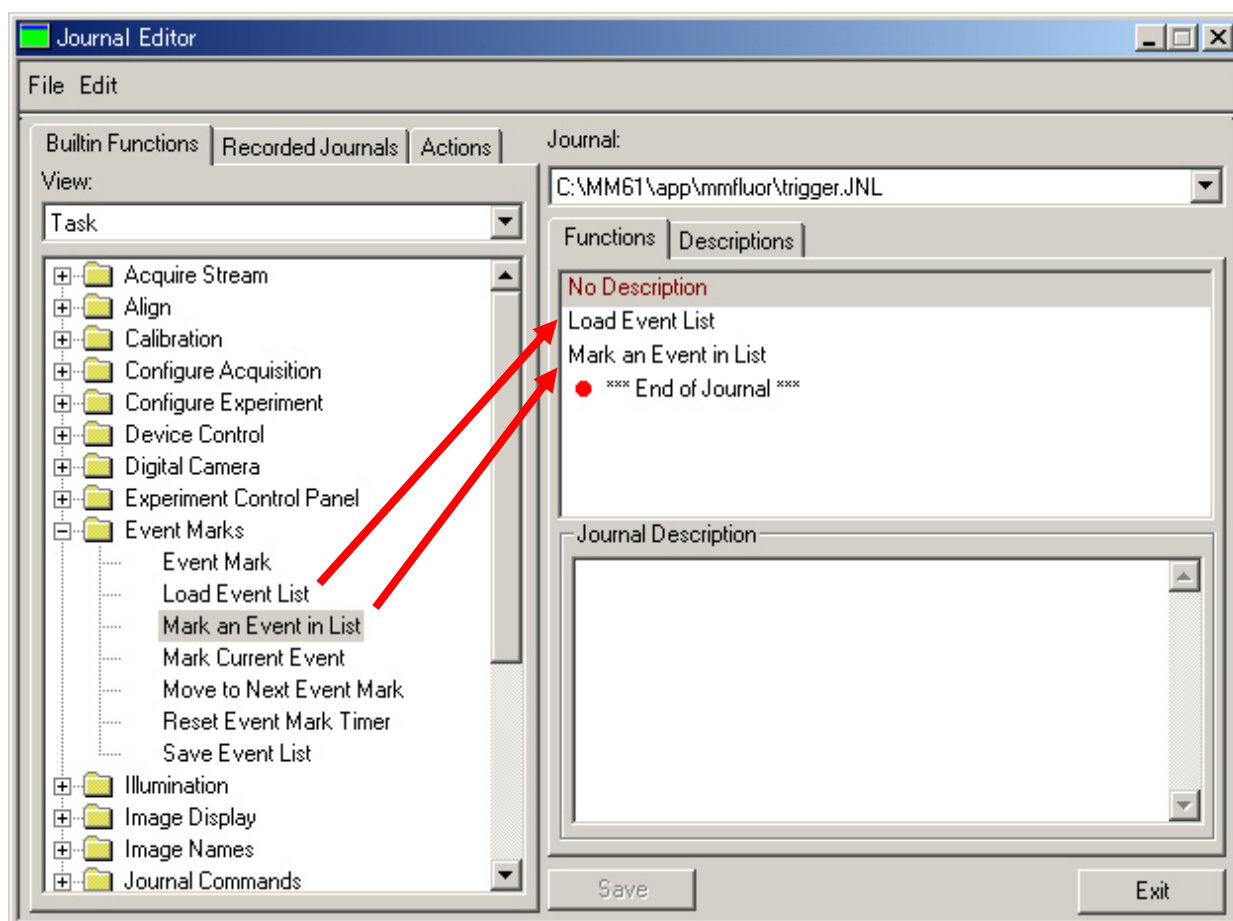 Journal Editor
File Edit
Builtin Functions Recorded Journals Actions
View:
Task
Acquire Stream
Align
Calibration
Configure Acquisition
Configure Experiment
Device Control
Digital Camera
Experiment Control Panel
Event Marks
Event Mark
Load Event List
Mark an Event in List
Mark Current Event
Move to Next Event Mark
Reset Event Mark Timer
Save Event List
Illumination
Image Display
Image Names
Journal Commands
Journal:
C:\MM61\app\mmfluor\trigger.JNL
Functions Descriptions
No Description
Load Event List
Mark an Event in List
*** End of Journal ***
Journal Description
Save Exit